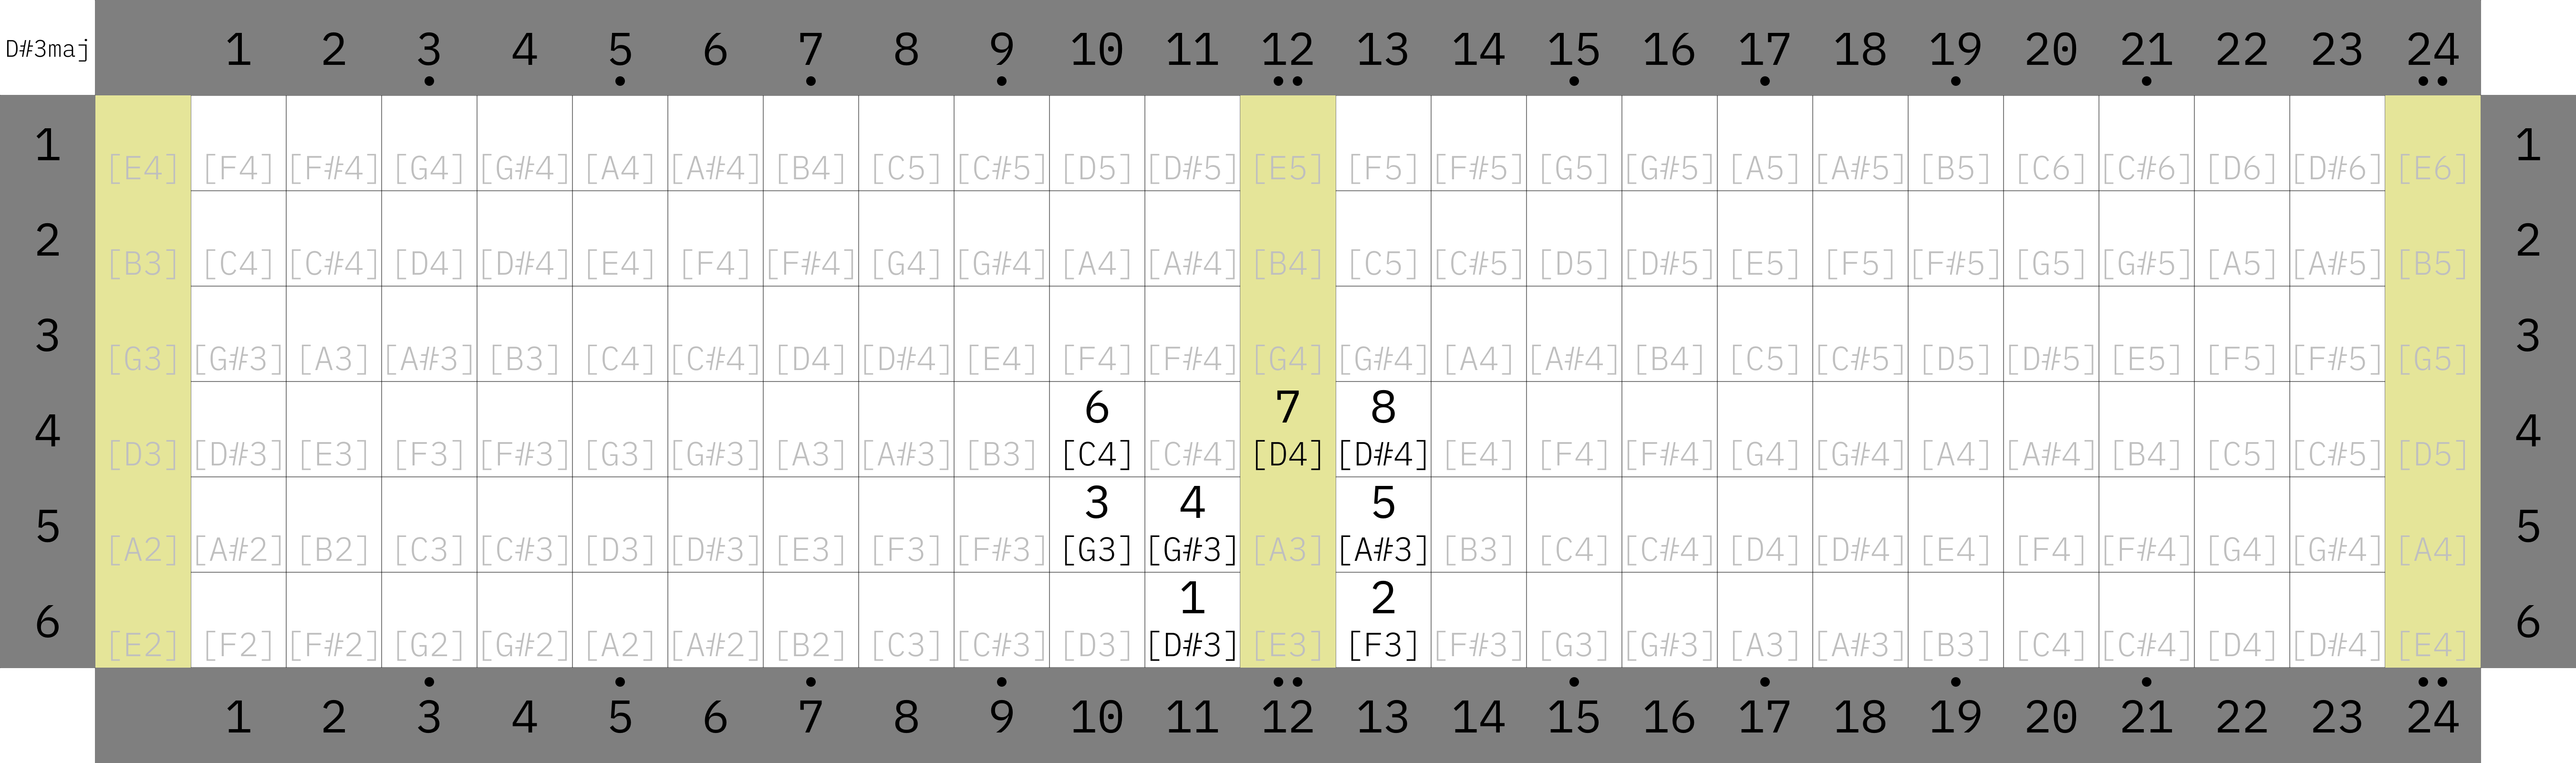 D#3maj 1 2 3 4 5 6 7 8 9 10 11 12 13 14 15 16 17 18 19 20 21 22 23 24
1 [E4] [F4] [F#4] [G4] [G#4] [A4] [A#4] [B4] [C5] [C#5] [D5] [D#5] [E5] [F5] [F#5] [G5] [G#5] [A5] [A#5] [B5] [C6] [C#6] [D6] [D#6] [E6] 1
2 [B3] [C4] [C#4] [D4] [D#4] [E4] [F4] [F#4] [G4] [G#4] [A4] [A#4] [B4] [C5] [C#5] [D5] [D#5] [E5] [F5] [F#5] [G5] [G#5] [A5] [A#5] [B5] 2
3 [G3] [G#3] [A3] [A#3] [B3] [C4] [C#4] [D4] [D#4] [E4] [F4] [F#4] [G4] [G#4] [A4] [A#4] [B4] [C5] [C#5] [D5] [D#5] [E5] [F5] [F#5] [G5] 3
6 7 8
4 [D3] [D#3] [E3] [F3] [F#3] [G3] [G#3] [A3] [A#3] [B3] [C4] [C#4] [D4] [D#4] [E4] [F4] [F#4] [G4] [G#4] [A4] [A#4] [B4] [C5] [C#5] [D5] 4
3 4 5
5 [A2] [A#2] [B2] [C3] [C#3] [D3] [D#3] [E3] [F3] [F#3] [G3] [G#3] [A3] [A#3] [B3] [C4] [C#4] [D4] [D#4] [E4] [F4] [F#4] [G4] [G#4] [A4] 5
1 2
6 [E2] [F2] [F#2] [G2] [G#2] [A2] [A#2] [B2] [C3] [C#3] [D3] [D#3] [E3] [F3] [F#3] [G3] [G#3] [A3] [A#3] [B3] [C4] [C#4] [D4] [D#4] [E4] 6
1 2 3 4 5 6 7 8 9 10 11 12 13 14 15 16 17 18 19 20 21 22 23 24